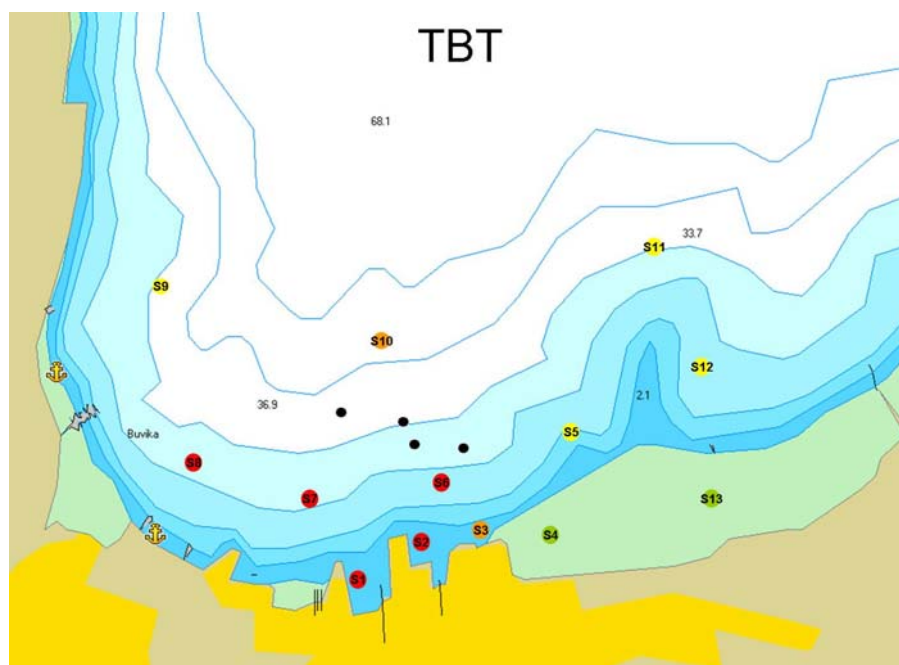 TBT
68.1
33.7
S11
S9
S10
S12
2.1
36.9
Buvika
S5
S8
S6
S7
S13
S3
S4
S2
S1